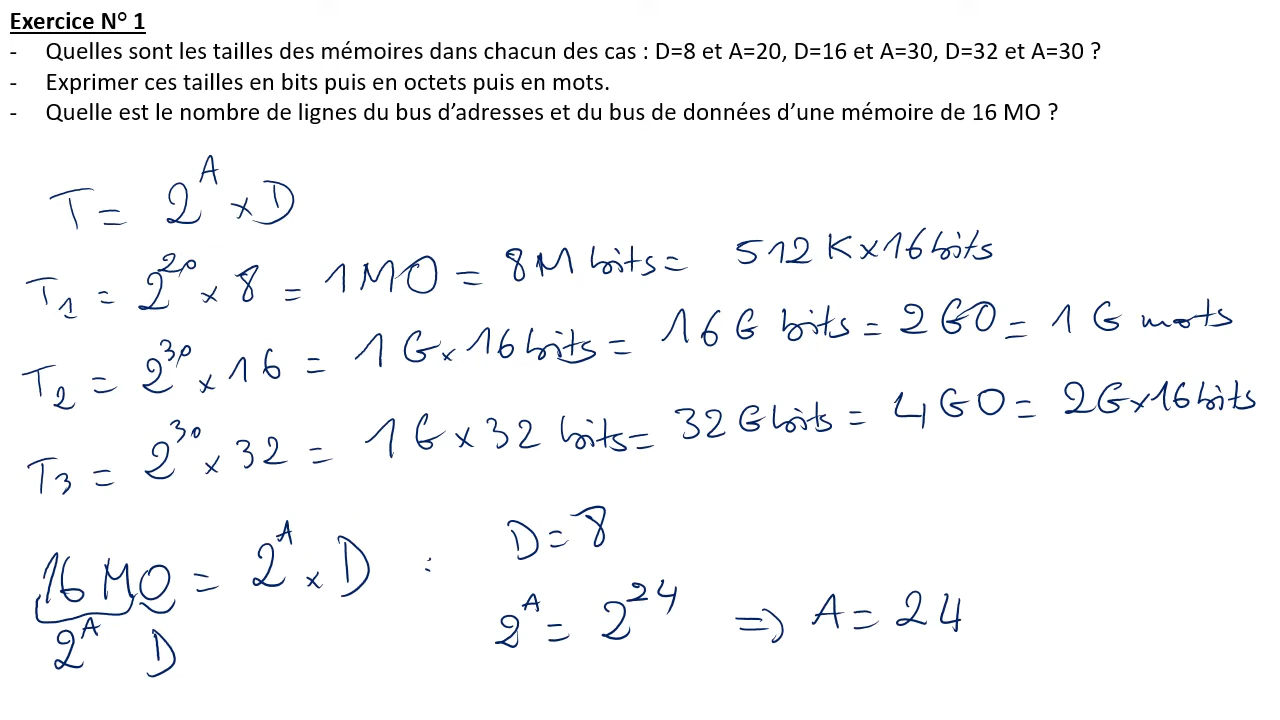 Exercice N° 1
- Quelles sont les tailles des mémoires dans chacun des cas : D=8 et A=20, D=16 et A=30, D=32 et A=30 ?
- Exprimer ces tailles en bits puis en octets puis en mots.
- Quelle est le nombre de lignes du bus d’adresses et du bus de données d’une mémoire de 16 MO ?
T = 2^A × D
T₁ = 2^20 × 8 = 1 MO = 8 M bits = 512 K × 16 bits
T₂ = 2^30 × 16 = 1 G × 16 bits = 16 G bits = 2 GO = 1 G mots
T₃ = 2^30 × 32 = 1 G × 32 bits = 32 G bits = 4 GO = 2 G × 16 bits
16 MO = 2^A × D : D = 8
2^A D 2^A = 2^24 ⇒ A = 24